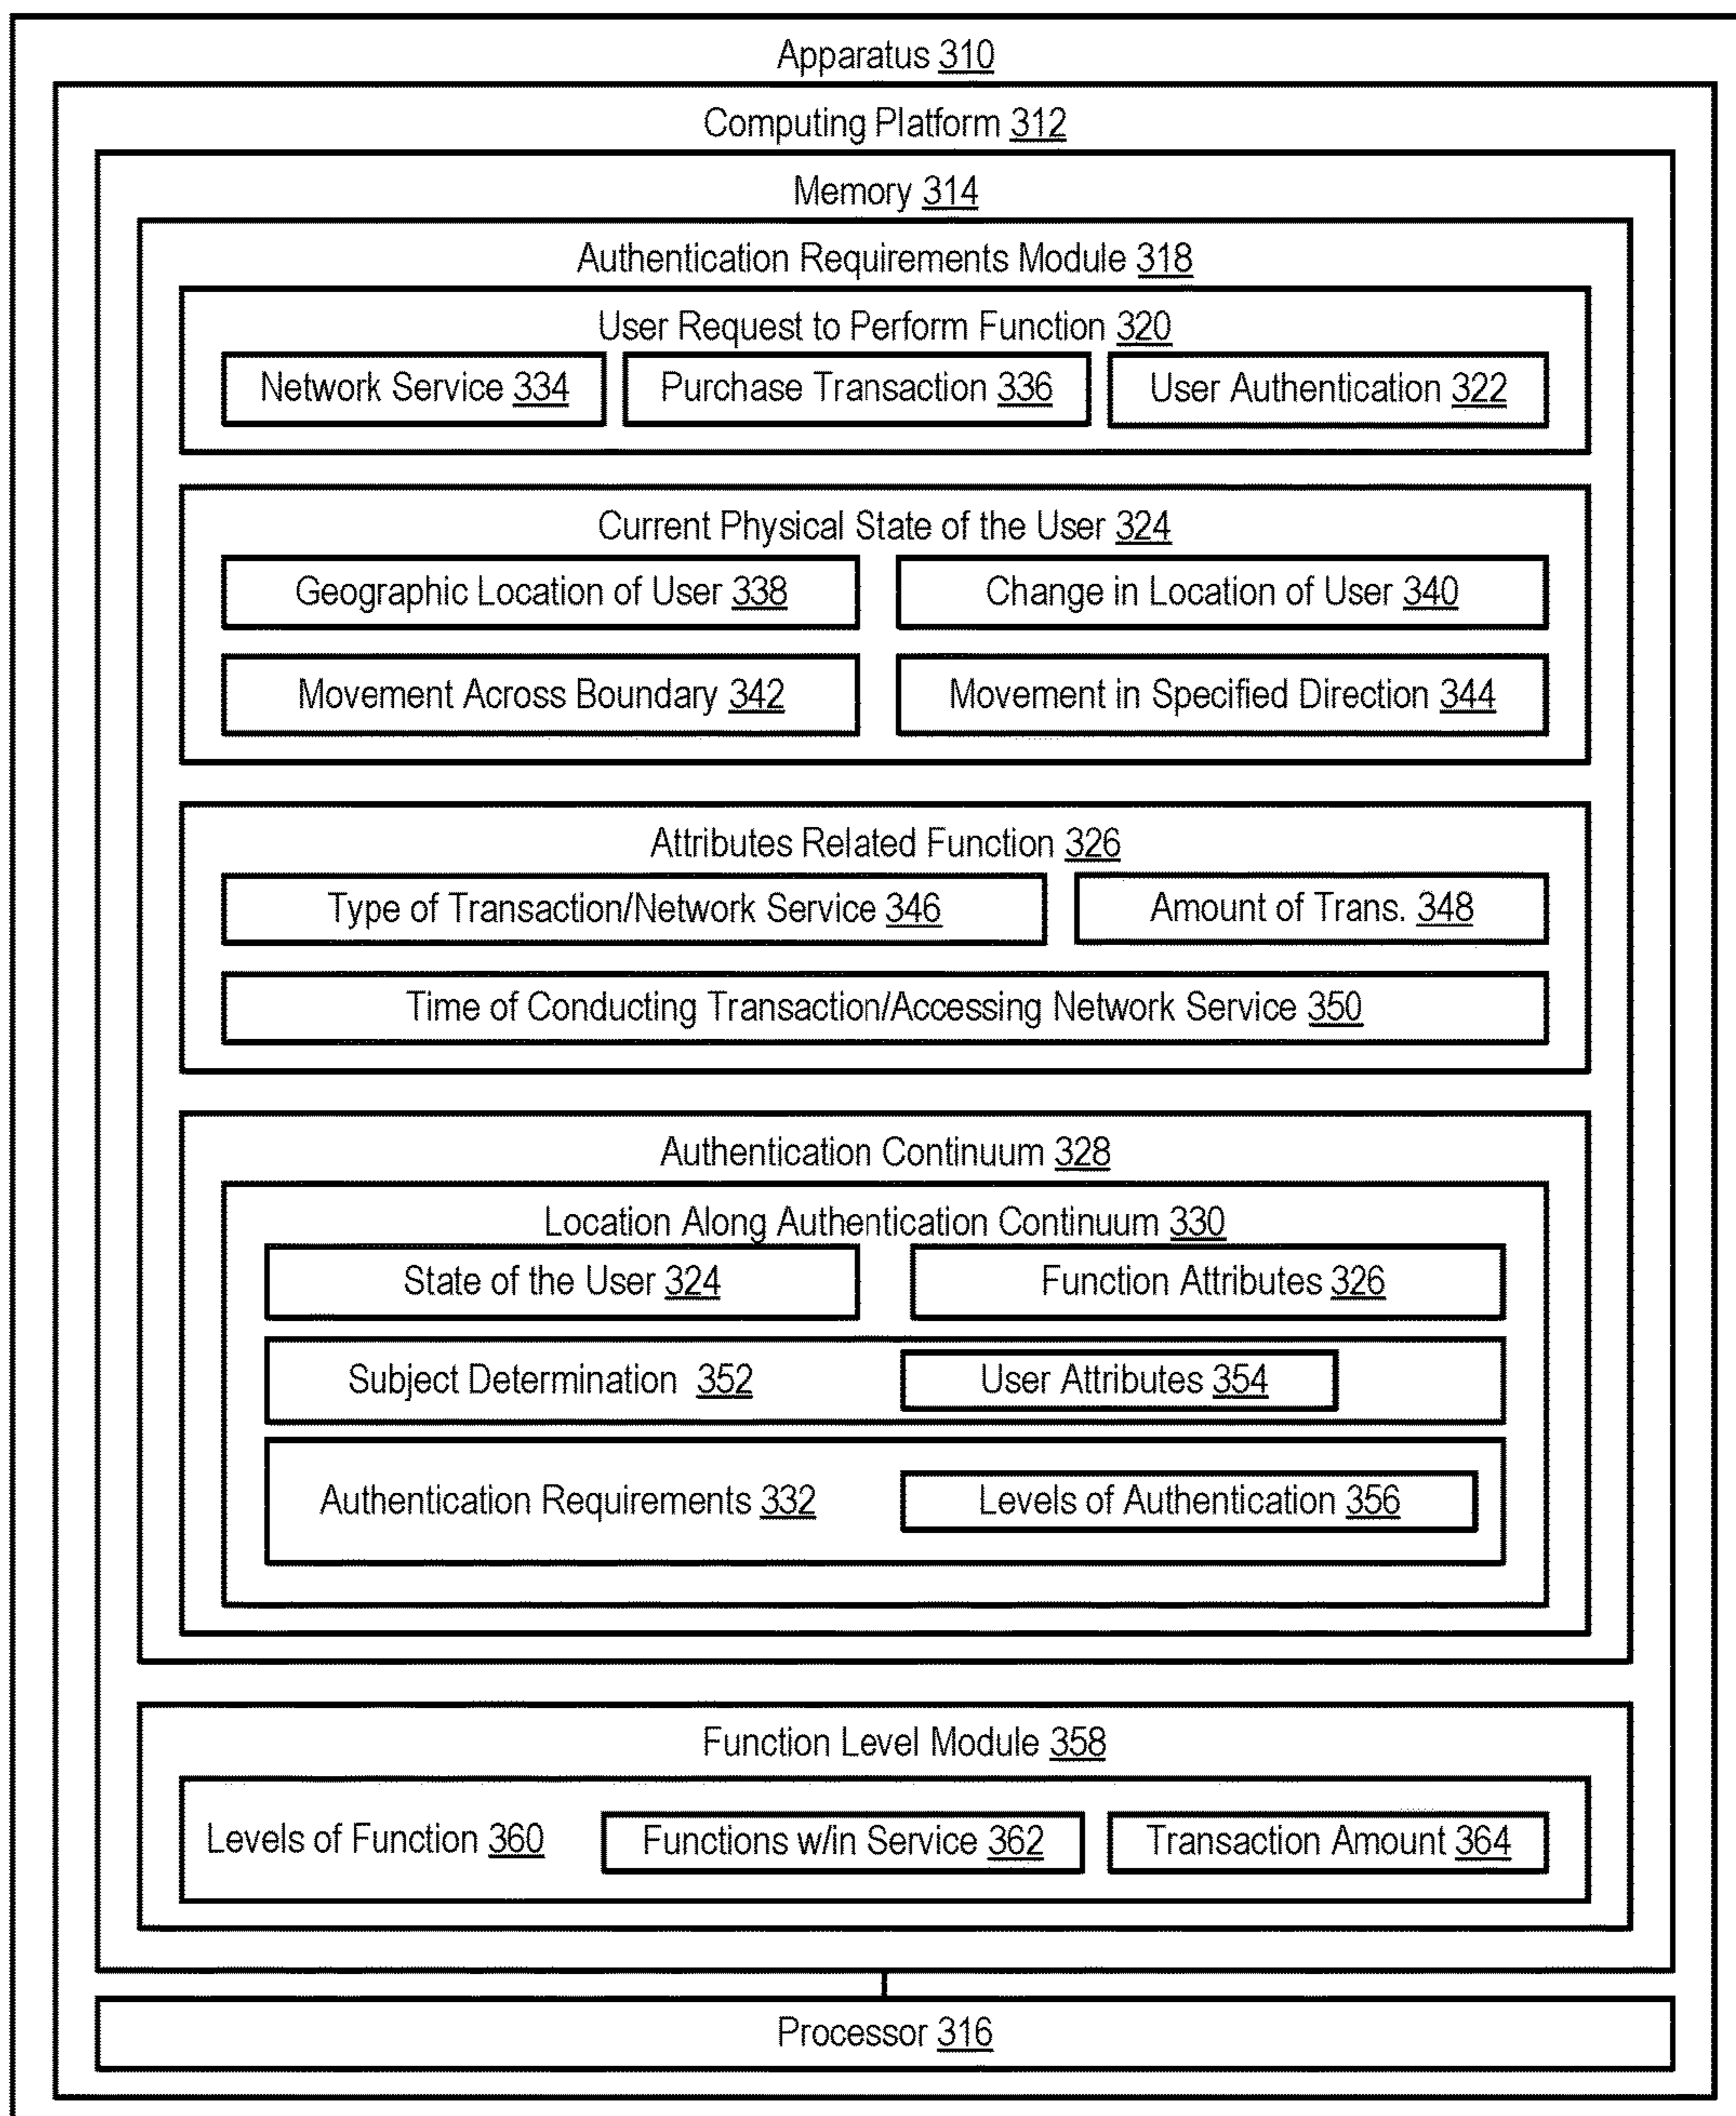 Apparatus 310
Computing Platform 312
Memory 314
Authentication Requirements Module 318
User Request to Perform Function 320
Network Service 334
Purchase Transaction 336
User Authentication 322
Current Physical State of the User 324
Geographic Location of User 338
Change in Location of User 340
Movement Across Boundary 342
Movement in Specified Direction 344
Attributes Related Function 326
Type of Transaction/Network Service 346
Amount of Trans. 348
Time of Conducting Transaction/Accessing Network Service 350
Authentication Continuum 328
Location Along Authentication Continuum 330
State of the User 324
Function Attributes 326
Subject Determination 352
User Attributes 354
Authentication Requirements 332
Levels of Authentication 356
Function Level Module 358
Levels of Function 360
Functions w/in Service 362
Transaction Amount 364
Processor 316